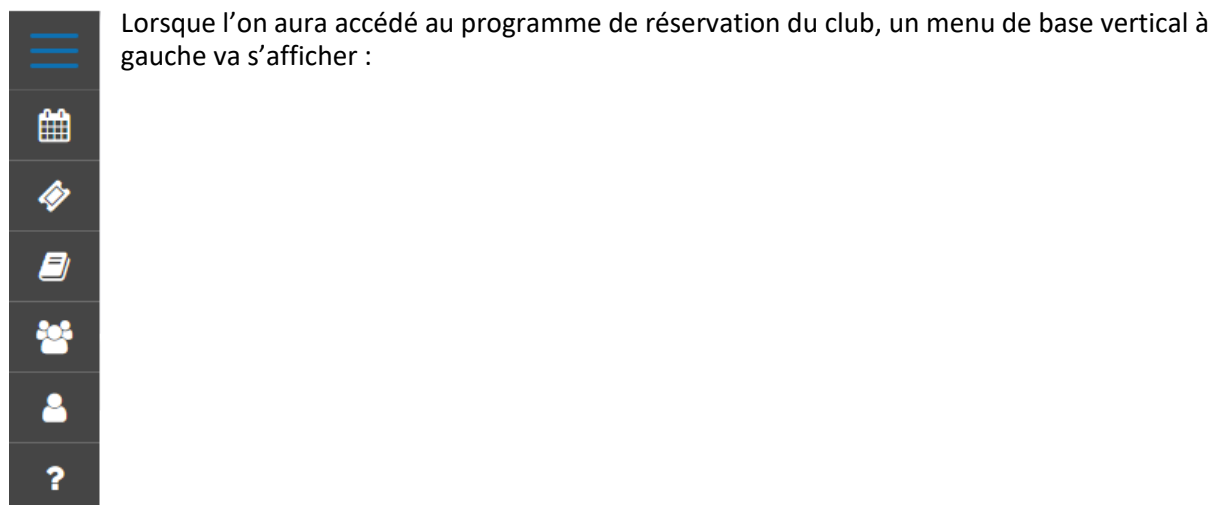 Lorsque l’on aura accédé au programme de réservation du club, un menu de base vertical à
gauche va s’afficher :
?